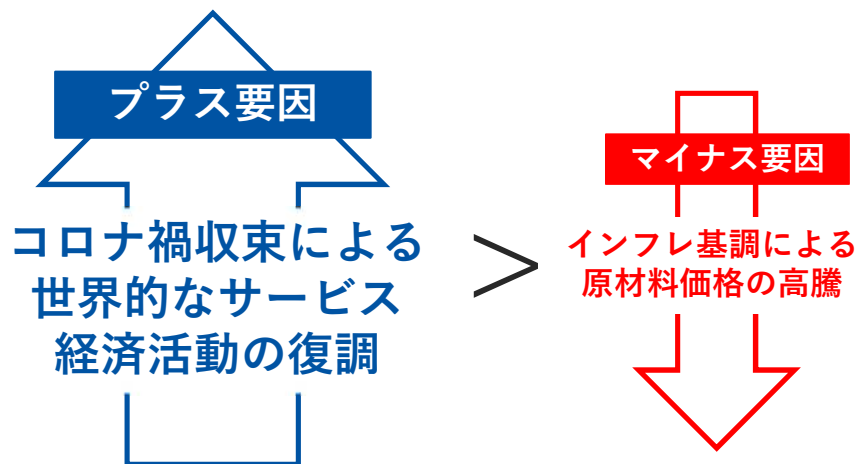 プラス要因
コロナ禍収束による
世界的なサービス
経済活動の復調
>
マイナス要因
インフレ基調による
原材料価格の高騰